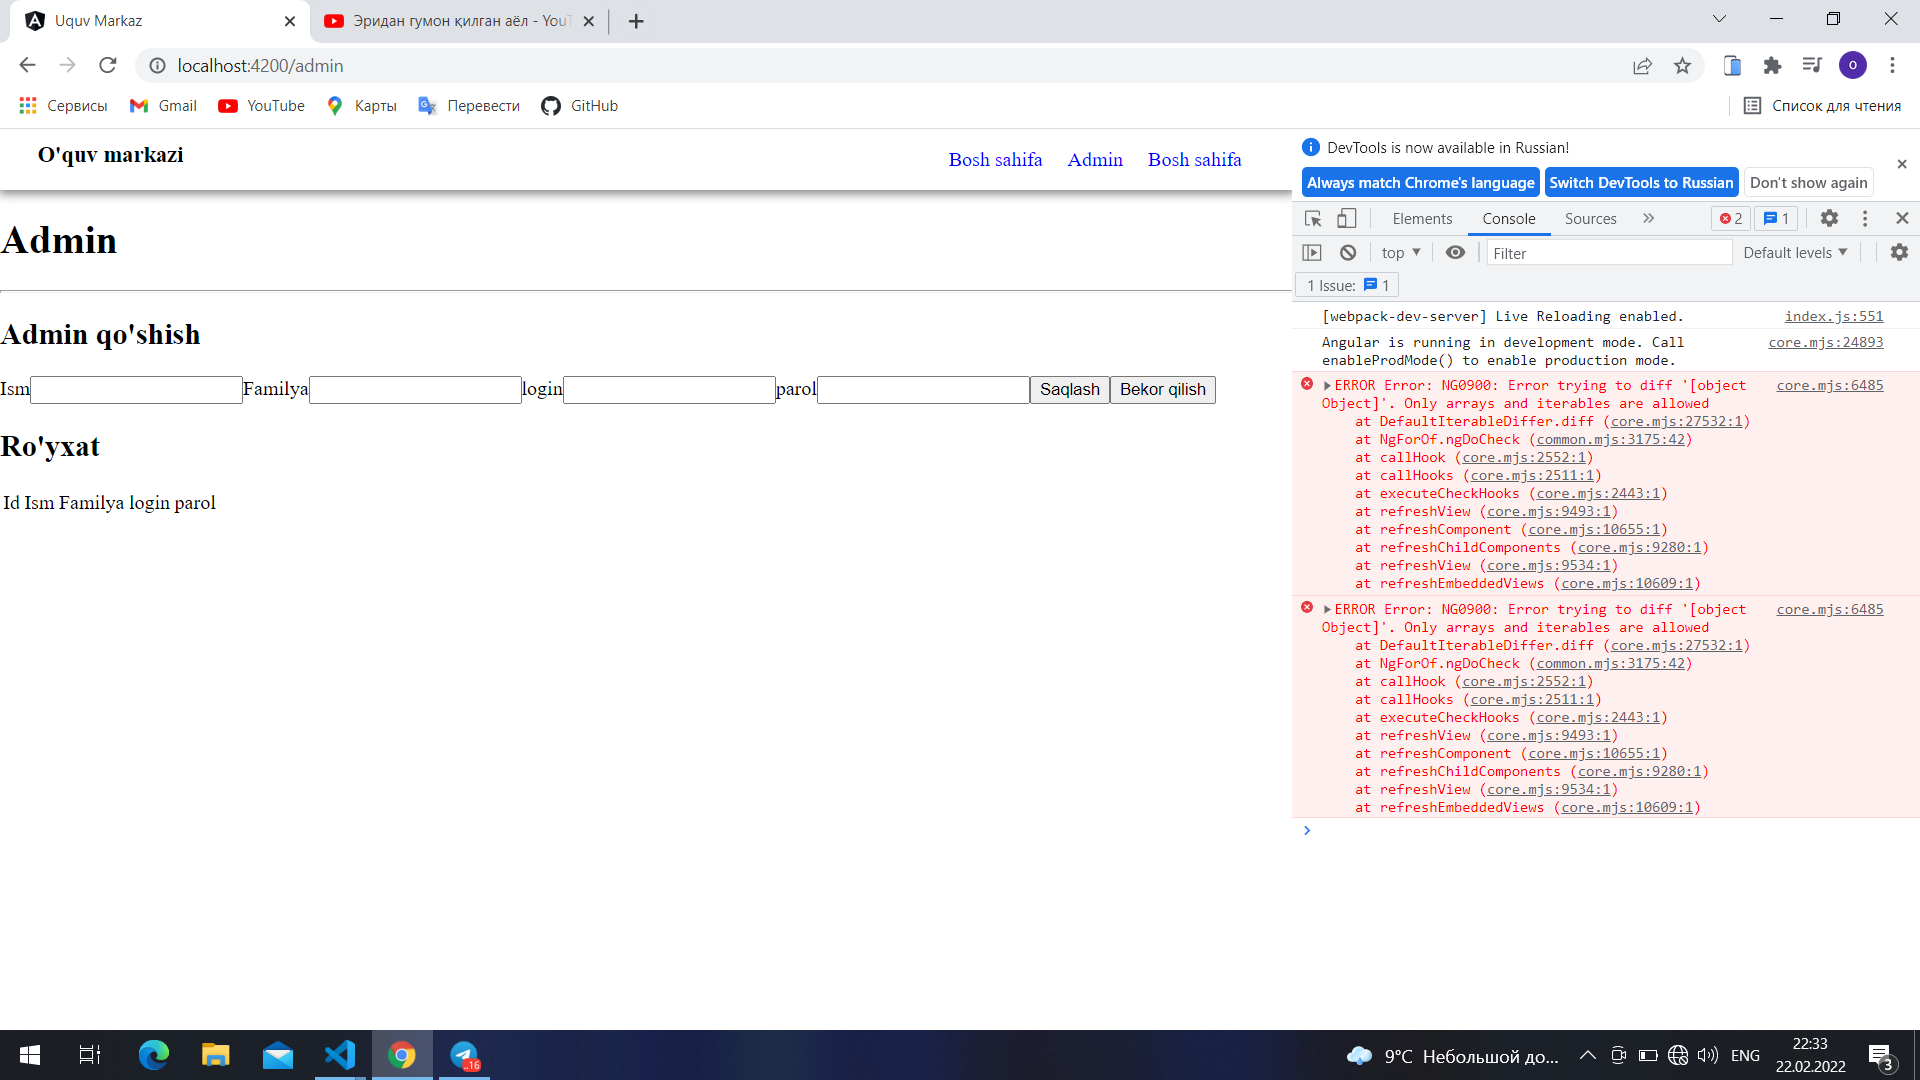 Uquv Markaz
Эридан гумон қилган аёл - YouT
localhost:4200/admin
O
Сервисы
Gmail
YouTube
Карты
Перевести
GitHub
Список для чтения
O'quv markazi
Bosh sahifa
Admin
Bosh sahifa
Admin
Admin qo'shish
Ism
Familya
login
parol
Saqlash
Bekor qilish
Ro'yxat
Id Ism Familya login parol
DevTools is now available in Russian!
Always match Chrome's language
Switch DevTools to Russian
Don't show again
Elements
Console
Sources
2
1
top
Filter
Default levels
1 Issue: 1
[webpack-dev-server] Live Reloading enabled. index.js:551
Angular is running in development mode. Call core.mjs:24893
enableProdMode() to enable production mode.
ERROR Error: NG0900: Error trying to diff '[object core.mjs:6485
Object]'. Only arrays and iterables are allowed
at DefaultIterableDiffer.diff (core.mjs:27532:1)
at NgForOf.ngDoCheck (common.mjs:3175:42)
at callHook (core.mjs:2552:1)
at callHooks (core.mjs:2511:1)
at executeCheckHooks (core.mjs:2443:1)
at refreshView (core.mjs:9493:1)
at refreshComponent (core.mjs:10655:1)
at refreshChildComponents (core.mjs:9280:1)
at refreshView (core.mjs:9534:1)
at refreshEmbeddedViews (core.mjs:10609:1)
ERROR Error: NG0900: Error trying to diff '[object core.mjs:6485
Object]'. Only arrays and iterables are allowed
at DefaultIterableDiffer.diff (core.mjs:27532:1)
at NgForOf.ngDoCheck (common.mjs:3175:42)
at callHook (core.mjs:2552:1)
at callHooks (core.mjs:2511:1)
at executeCheckHooks (core.mjs:2443:1)
at refreshView (core.mjs:9493:1)
at refreshComponent (core.mjs:10655:1)
at refreshChildComponents (core.mjs:9280:1)
at refreshView (core.mjs:9534:1)
at refreshEmbeddedViews (core.mjs:10609:1)
..16
9°C Небольшой до...
ENG
22:33
22.02.2022
3